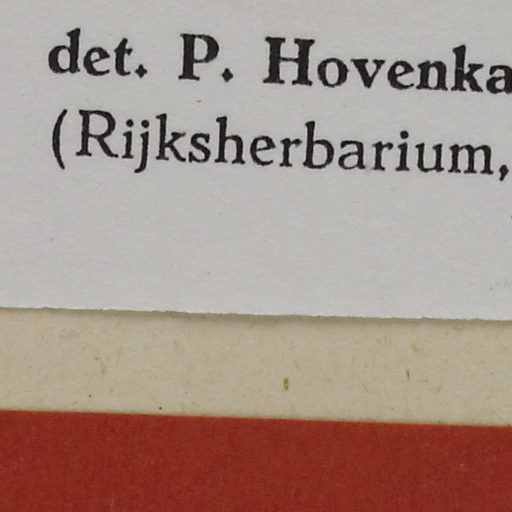 det. P. Hovenka
(Rijksherbarium,